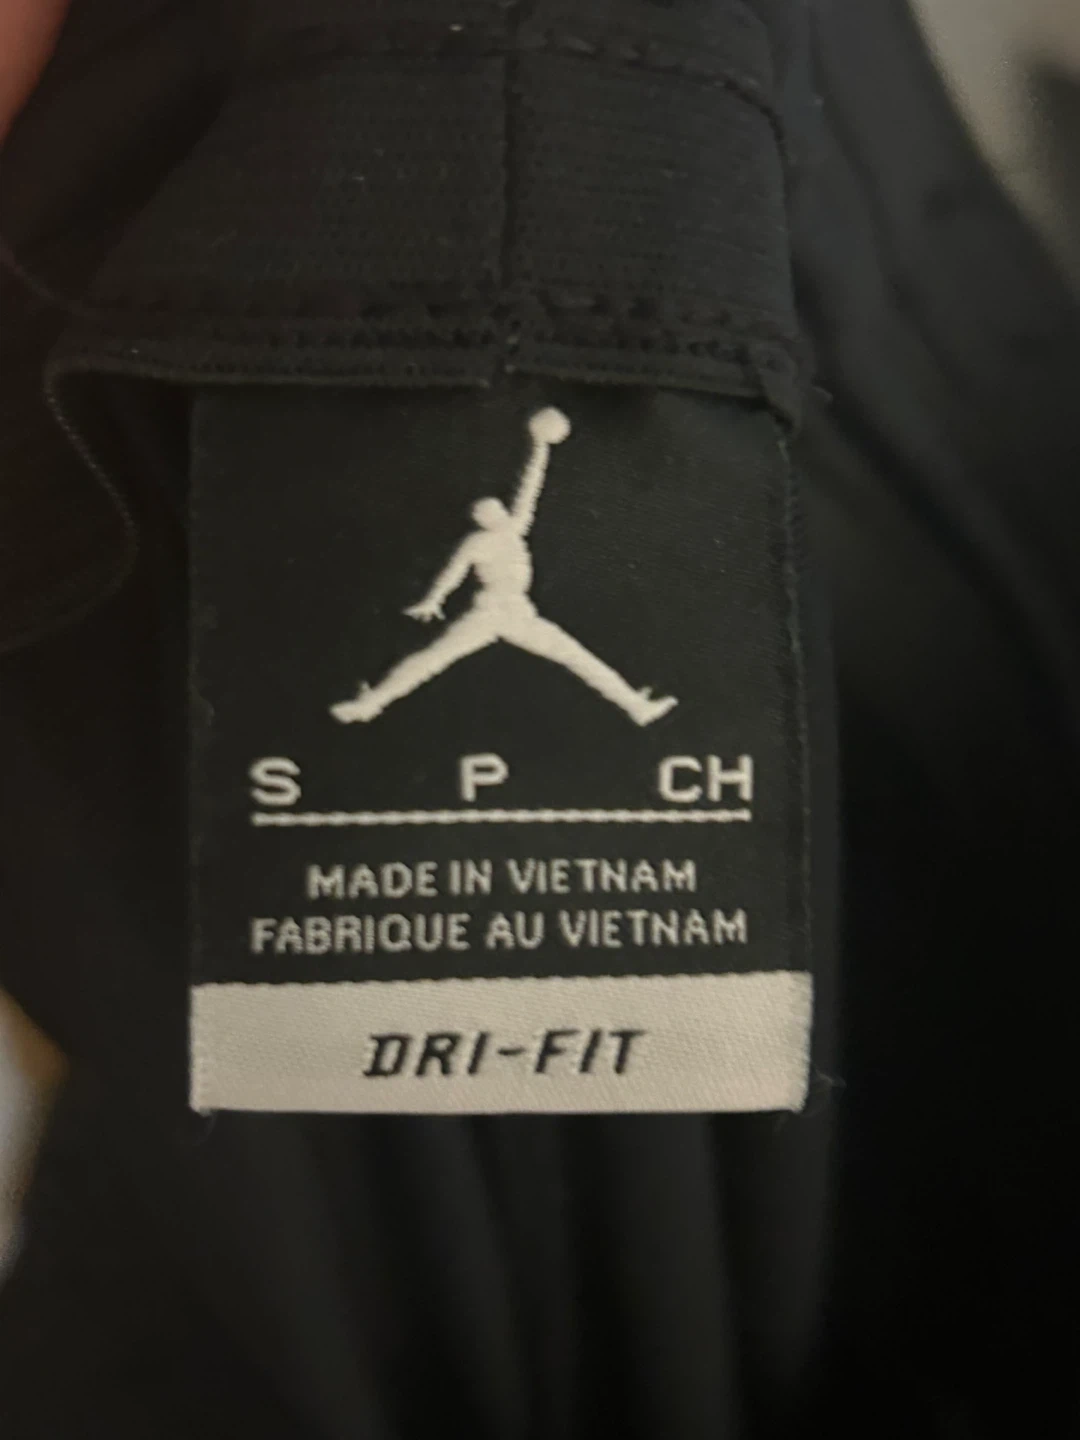 S P CH
MADE IN VIETNAM
FABRIQUE AU VIETNAM
DRI-FIT